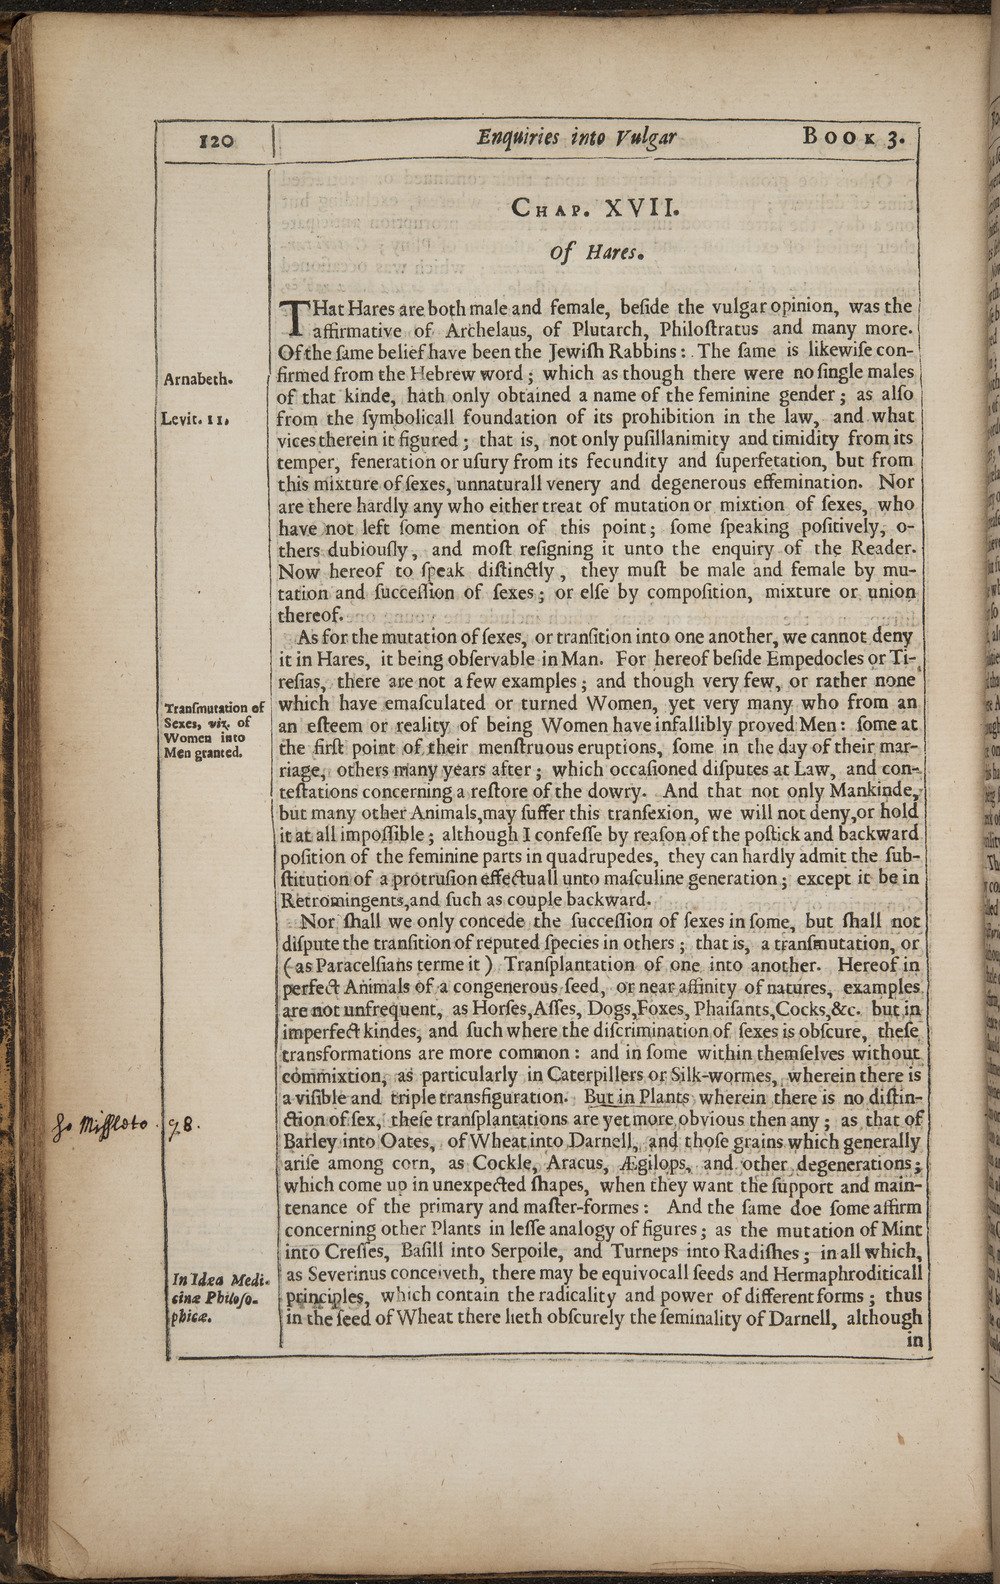 120
Enquiries into Vulgar
BOOK 3.
CHAP. XVII.
Of Hares.
THat Hares are both male and female, beſide the vulgar opinion, was the
affirmative of Archelaus, of Plutarch, Philoſtratus and many more.
Of the ſame belief have been the Jewiſh Rabbins: The ſame is likewiſe con-
Arnabeth.
firmed from the Hebrew word; which as though there were no ſingle males
of that kinde, hath only obtained a name of the feminine gender; as alſo
Levit. 11.
from the ſymbolicall foundation of its prohibition in the law, and what
vices therein it figured; that is, not only puſillanimity and timidity from its
temper, feneration or uſury from its fecundity and ſuperfetation, but from
this mixture of ſexes, unnaturall venery and degenerous effemination. Nor
are there hardly any who either treat of mutation or mixtion of ſexes, who
have not left ſome mention of this point; ſome ſpeaking poſitively, o-
thers dubiouſly, and moſt reſigning it unto the enquiry of the Reader.
Now hereof to ſpeak diſtinctly, they muſt be male and female by mu-
tation and ſucceſſion of ſexes; or elſe by compoſition, mixture or union
thereof.
As for the mutation of ſexes, or tranſition into one another, we cannot deny
it in Hares, it being obſervable in Man. For hereof beſide Empedocles or Ti-
reſias, there are not a few examples; and though very few, or rather none
Tranſmutation of
Sexes, viz. of
Women into
Men granted.
which have emaſculated or turned Women, yet very many who from an
an eſteem or reality of being Women have infallibly proved Men: ſome at
the firſt point of their menſtruous eruptions, ſome in the day of their mar-
riage, others many years after; which occaſioned diſputes at Law, and con-
teſtations concerning a reſtore of the dowry. And that not only Mankinde,
but many other Animals, may ſuffer this tranſexion, we will not deny, or hold
it at all impoſſible; although I confeſſe by reaſon of the poſtick and backward
poſition of the feminine parts in quadrupedes, they can hardly admit the ſub-
ſtitution of a protruſion effectuall unto maſculine generation; except it be in
Retromingents, and ſuch as couple backward.
Nor ſhall we only concede the ſucceſſion of ſexes in ſome, but ſhall not
diſpute the tranſition of reputed ſpecies in others; that is, a tranſmutation, or
(as Paracelſians terme it) Tranſplantation of one into another. Hereof in
perfect Animals of a congenerous ſeed, or near affinity of natures, examples
are not unfrequent, as Horſes, Aſſes, Dogs, Foxes, Phaiſants, Cocks, &c. but in
imperfect kindes, and ſuch where the diſcrimination of ſexes is obſcure, theſe
transformations are more common: and in ſome within themſelves without
commixtion, as particularly in Caterpillers or Silk-wormes, wherein there is
a viſible and triple transfiguration. But in Plants wherein there is no diſtin-
So Miſſleto 78.
ction of ſex, theſe tranſplantations are yet more obvious then any; as that of
Barley into Oates, of Wheat into Darnell, and thoſe grains which generally
ariſe among corn, as Cockle, Aracus, Ægilops, and other degenerations;
which come up in unexpected ſhapes, when they want the ſupport and main-
tenance of the primary and maſter-formes: And the ſame doe ſome affirm
concerning other Plants in leſſe analogy of figures; as the mutation of Mint
into Creſſes, Baſill into Serpoile, and Turneps into Radiſhes; in all which,
In Idæa Medi-
cinæ Philoſo-
phicæ.
as Severinus conceiveth, there may be equivocall ſeeds and Hermaphroditicall
principles, which contain the radicality and power of different forms; thus
in the ſeed of Wheat there lieth obſcurely the ſeminality of Darnell, although
in